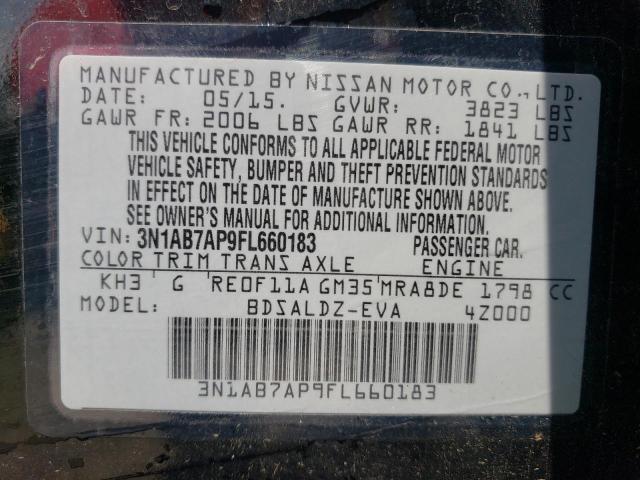 MANUFACTURED BY NISSAN MOTOR CO., LTD.
DATE: 05/15. GVWR: 3823 LBS
GAWR FR: 2006 LBS GAWR RR: 1841 LBS
THIS VEHICLE CONFORMS TO ALL APPLICABLE FEDERAL MOTOR
VEHICLE SAFETY, BUMPER AND THEFT PREVENTION STANDARDS
IN EFFECT ON THE DATE OF MANUFACTURE SHOWN ABOVE.
SEE OWNER'S MANUAL FOR ADDITIONAL INFORMATION.
VIN: 3N1AB7AP9FL660183 PASSENGER CAR.
COLOR TRIM TRANS AXLE ENGINE
KH3 G RE0F11A GM35 MRA8DE 1798 CC
MODEL: BDSALDZ-EVA 4Z000
3N1AB7AP9FL660183